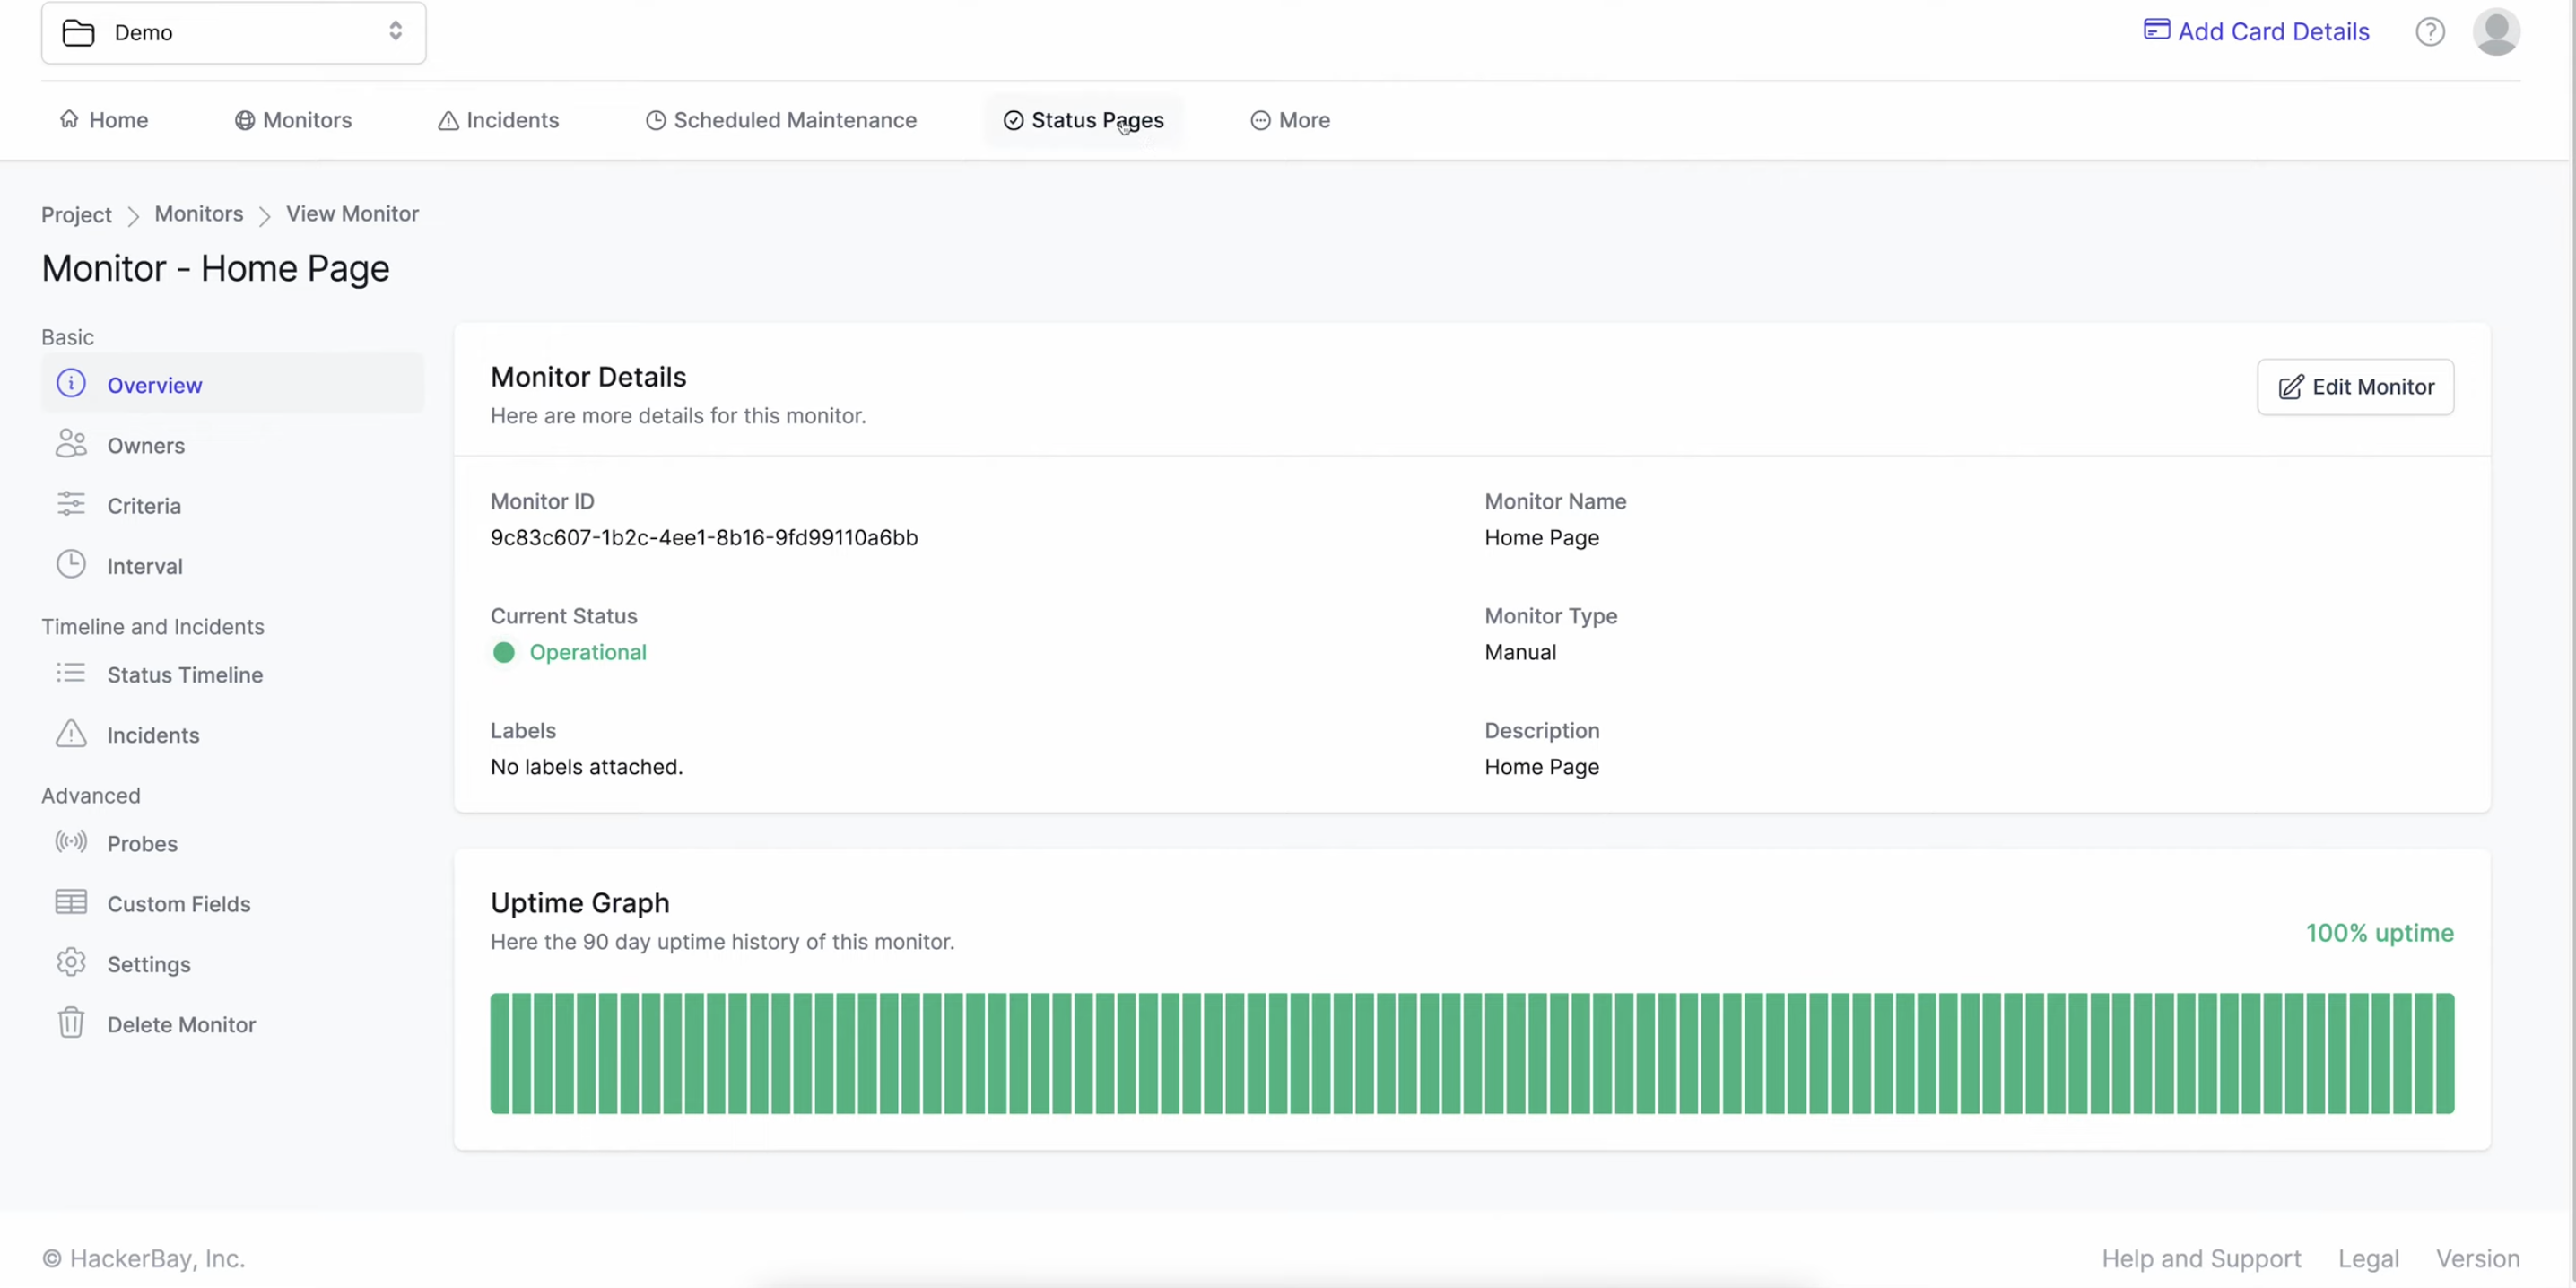 Demo
Add Card Details
Home Monitors Incidents Scheduled Maintenance Status Pages More
Project Monitors View Monitor
Monitor - Home Page
Basic
Overview
Owners
Criteria
Interval
Timeline and Incidents
Status Timeline
Incidents
Advanced
Probes
Custom Fields
Settings
Delete Monitor
Monitor Details
Here are more details for this monitor.
Edit Monitor
Monitor ID
9c83c607-1b2c-4ee1-8b16-9fd99110a6bb
Monitor Name
Home Page
Current Status
Operational
Monitor Type
Manual
Labels
No labels attached.
Description
Home Page
Uptime Graph
Here the 90 day uptime history of this monitor.
100% uptime
© HackerBay, Inc.
Help and Support Legal Version